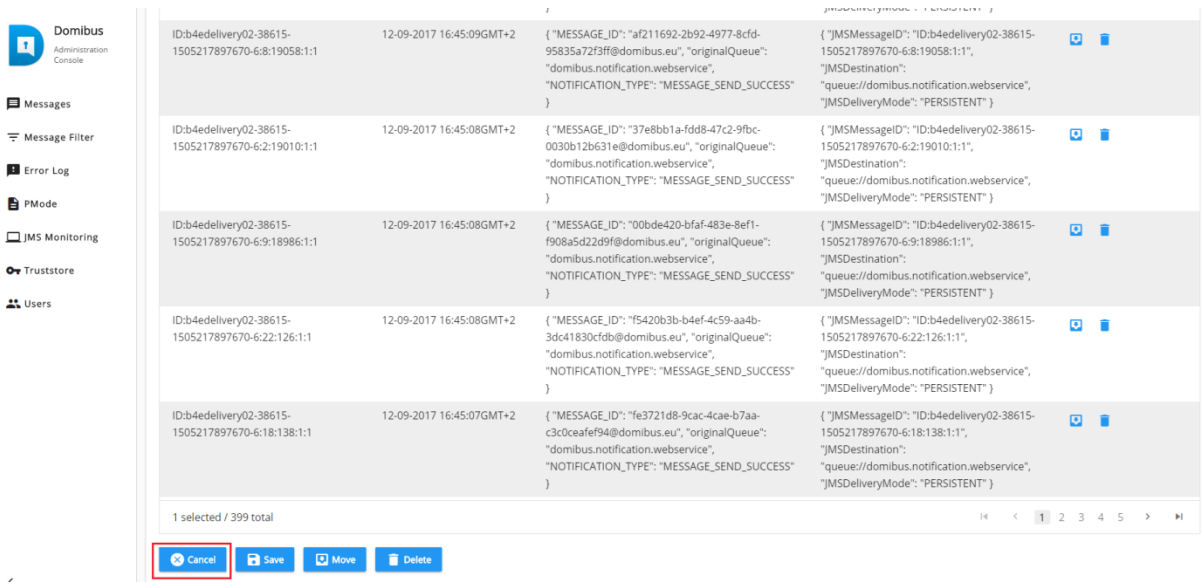 Domibus
Administration
Console
Messages
Message Filter
Error Log
PMode
JMS Monitoring
Truststore
Users
} "JMSDeliveryMode": "PERSISTENT" }
ID:b4edelivery02-38615- 12-09-2017 16:45:09GMT+2 { "MESSAGE_ID": "af211692-2b92-4977-8cfd- { "JMSMessageID": "ID:b4edelivery02-38615-
1505217897670-6:8:19058:1:1 95835a72f3ff@domibus.eu", "originalQueue": 1505217897670-6:8:19058:1:1",
"domibus.notification.webservice", "JMSDestination":
"NOTIFICATION_TYPE": "MESSAGE_SEND_SUCCESS" "queue://domibus.notification.webservice",
} "JMSDeliveryMode": "PERSISTENT" }
ID:b4edelivery02-38615- 12-09-2017 16:45:08GMT+2 { "MESSAGE_ID": "37e8bb1a-fdd8-47c2-9fbc- { "JMSMessageID": "ID:b4edelivery02-38615-
1505217897670-6:2:19010:1:1 0030b12b631e@domibus.eu", "originalQueue": 1505217897670-6:2:19010:1:1",
"domibus.notification.webservice", "JMSDestination":
"NOTIFICATION_TYPE": "MESSAGE_SEND_SUCCESS" "queue://domibus.notification.webservice",
} "JMSDeliveryMode": "PERSISTENT" }
ID:b4edelivery02-38615- 12-09-2017 16:45:08GMT+2 { "MESSAGE_ID": "00bde420-bfaf-483e-8ef1- { "JMSMessageID": "ID:b4edelivery02-38615-
1505217897670-6:9:18986:1:1 f908a5d22d9f@domibus.eu", "originalQueue": 1505217897670-6:9:18986:1:1",
"domibus.notification.webservice", "JMSDestination":
"NOTIFICATION_TYPE": "MESSAGE_SEND_SUCCESS" "queue://domibus.notification.webservice",
} "JMSDeliveryMode": "PERSISTENT" }
ID:b4edelivery02-38615- 12-09-2017 16:45:08GMT+2 { "MESSAGE_ID": "f5420b3b-b4ef-4c59-aa4b- { "JMSMessageID": "ID:b4edelivery02-38615-
1505217897670-6:22:126:1:1 3dc41830cfdb@domibus.eu", "originalQueue": 1505217897670-6:22:126:1:1",
"domibus.notification.webservice", "JMSDestination":
"NOTIFICATION_TYPE": "MESSAGE_SEND_SUCCESS" "queue://domibus.notification.webservice",
} "JMSDeliveryMode": "PERSISTENT" }
ID:b4edelivery02-38615- 12-09-2017 16:45:07GMT+2 { "MESSAGE_ID": "fe3721d8-9cac-4cae-b7aa- { "JMSMessageID": "ID:b4edelivery02-38615-
1505217897670-6:18:138:1:1 c3c0ceafef94@domibus.eu", "originalQueue": 1505217897670-6:18:138:1:1",
"domibus.notification.webservice", "JMSDestination":
"NOTIFICATION_TYPE": "MESSAGE_SEND_SUCCESS" "queue://domibus.notification.webservice",
} "JMSDeliveryMode": "PERSISTENT" }
1 selected / 399 total 1 2 3 4 5
Cancel Save Move Delete